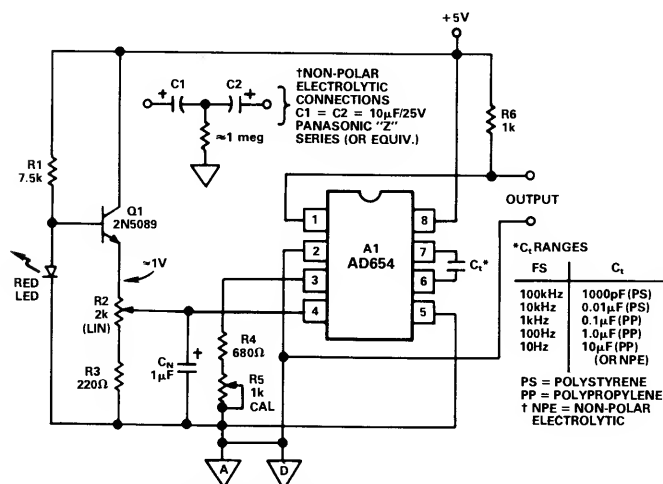 +5V
†NON-POLAR
ELECTROLYTIC
CONNECTIONS
C1 = C2 = 10µF/25V
PANASONIC "Z"
SERIES (OR EQUIV.)
+ C1
C2 +
≈1 meg
R6
1k
R1
7.5k
Q1
2N5089
≈1V
RED
LED
R2
2k
(LIN)
R3
220Ω
C_N
1µF
+
R4
680Ω
R5
1k
CAL
A1
AD654
1
2
3
4
8
7
6
5
C_t*
OUTPUT
*C_t RANGES
FS C_t
100kHz 1000pF (PS)
10kHz 0.01µF (PS)
1kHz 0.1µF (PP)
100Hz 1.0µF (PP)
10Hz 10µF (PP)
(OR NPE)
PS = POLYSTYRENE
PP = POLYPROPYLENE
† NPE = NON-POLAR
ELECTROLYTIC
A
D